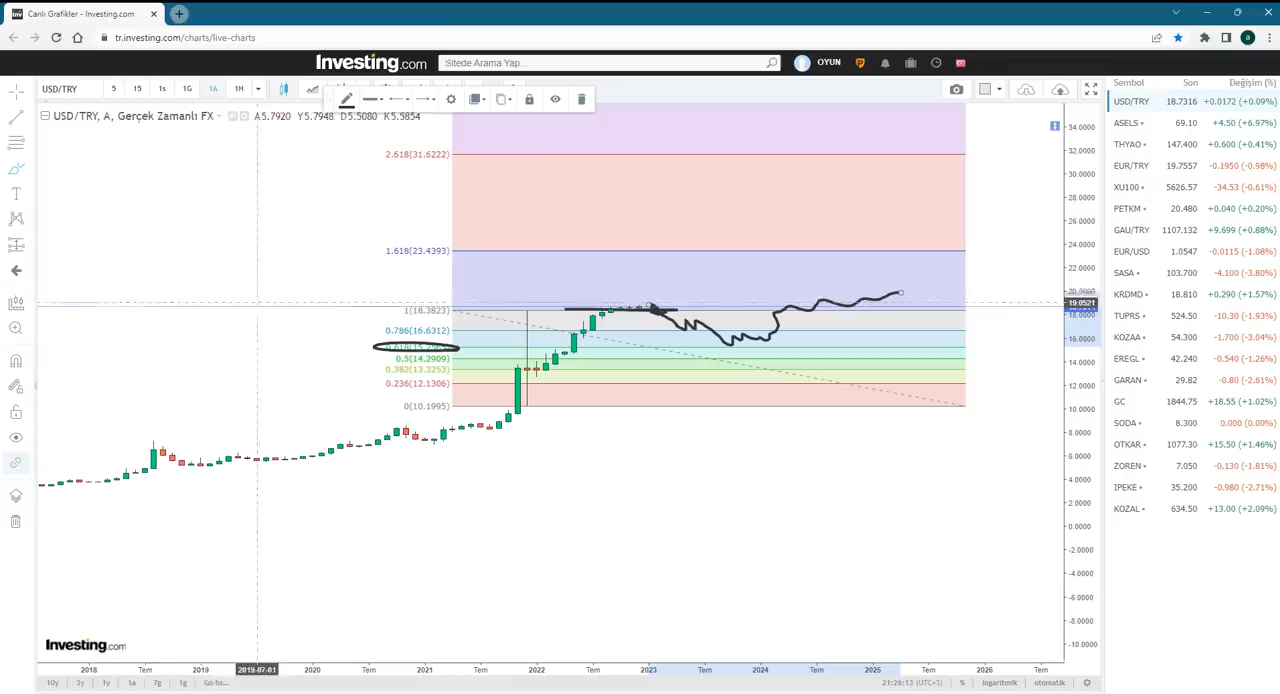 Canlı Grafikler - Investing.com
tr.investing.com/charts/live-charts
Investing.com
Sitede Arama Yap...
OYUN
USD/TRY
5
15
1s
1G
1A
1H
USD/TRY, A, Gerçek Zamanlı FX
A5.7920 Y5.7948 D5.5080 K5.5854
2.618(31.6222)
1.618(23.4393)
1(18.3823)
0.786(16.6312)
0.5(14.2909)
0.382(13.3253)
0.236(12.1306)
0(10.1995)
34.0000
32.0000
30.0000
28.0000
26.0000
24.0000
22.0000
19.0521
18.0000
16.0000
14.0000
12.0000
10.0000
8.0000
6.0000
4.0000
2.0000
0.0000
-2.0000
-4.0000
-6.0000
-8.0000
-10.0000
Investing.com
2018
Tem
2019
2019-07-01
2020
Tem
2021
Tem
2022
Tem
2023
Tem
2024
Tem
2025
Tem
2026
Tem
10y
3y
1y
1a
7g
1g
Go to...
21:26:13 (UTC+3)
%
logaritmik
otomatik
Sembol Son Değişim (%)
USD/TRY 18.7316 +0.0172 (+0.09%)
ASELS 69.10 +4.50 (+6.97%)
THYAO 147.400 +0.600 (+0.41%)
EUR/TRY 19.7557 -0.1950 (-0.98%)
XU100 5626.57 -34.53 (-0.61%)
PETKM 20.480 +0.040 (+0.20%)
GAU/TRY 1107.132 +9.699 (+0.88%)
EUR/USD 1.0547 -0.0115 (-1.08%)
SASA 103.700 -4.100 (-3.80%)
KRDMD 18.810 +0.290 (+1.57%)
TUPRS 524.50 -10.30 (-1.93%)
KOZAA 54.700 -1.700 (-3.04%)
EREGL 42.240 -0.540 (-1.26%)
GARAN 29.82 -0.80 (-2.61%)
GC 1844.75 +18.55 (+1.02%)
SODA 8.300 0.000 (0.00%)
OTKAR 1077.30 +15.50 (+1.46%)
ZOREN 7.050 -0.130 (-1.81%)
IPEKE 35.200 -0.980 (-2.71%)
KOZAL 634.50 +13.00 (+2.09%)